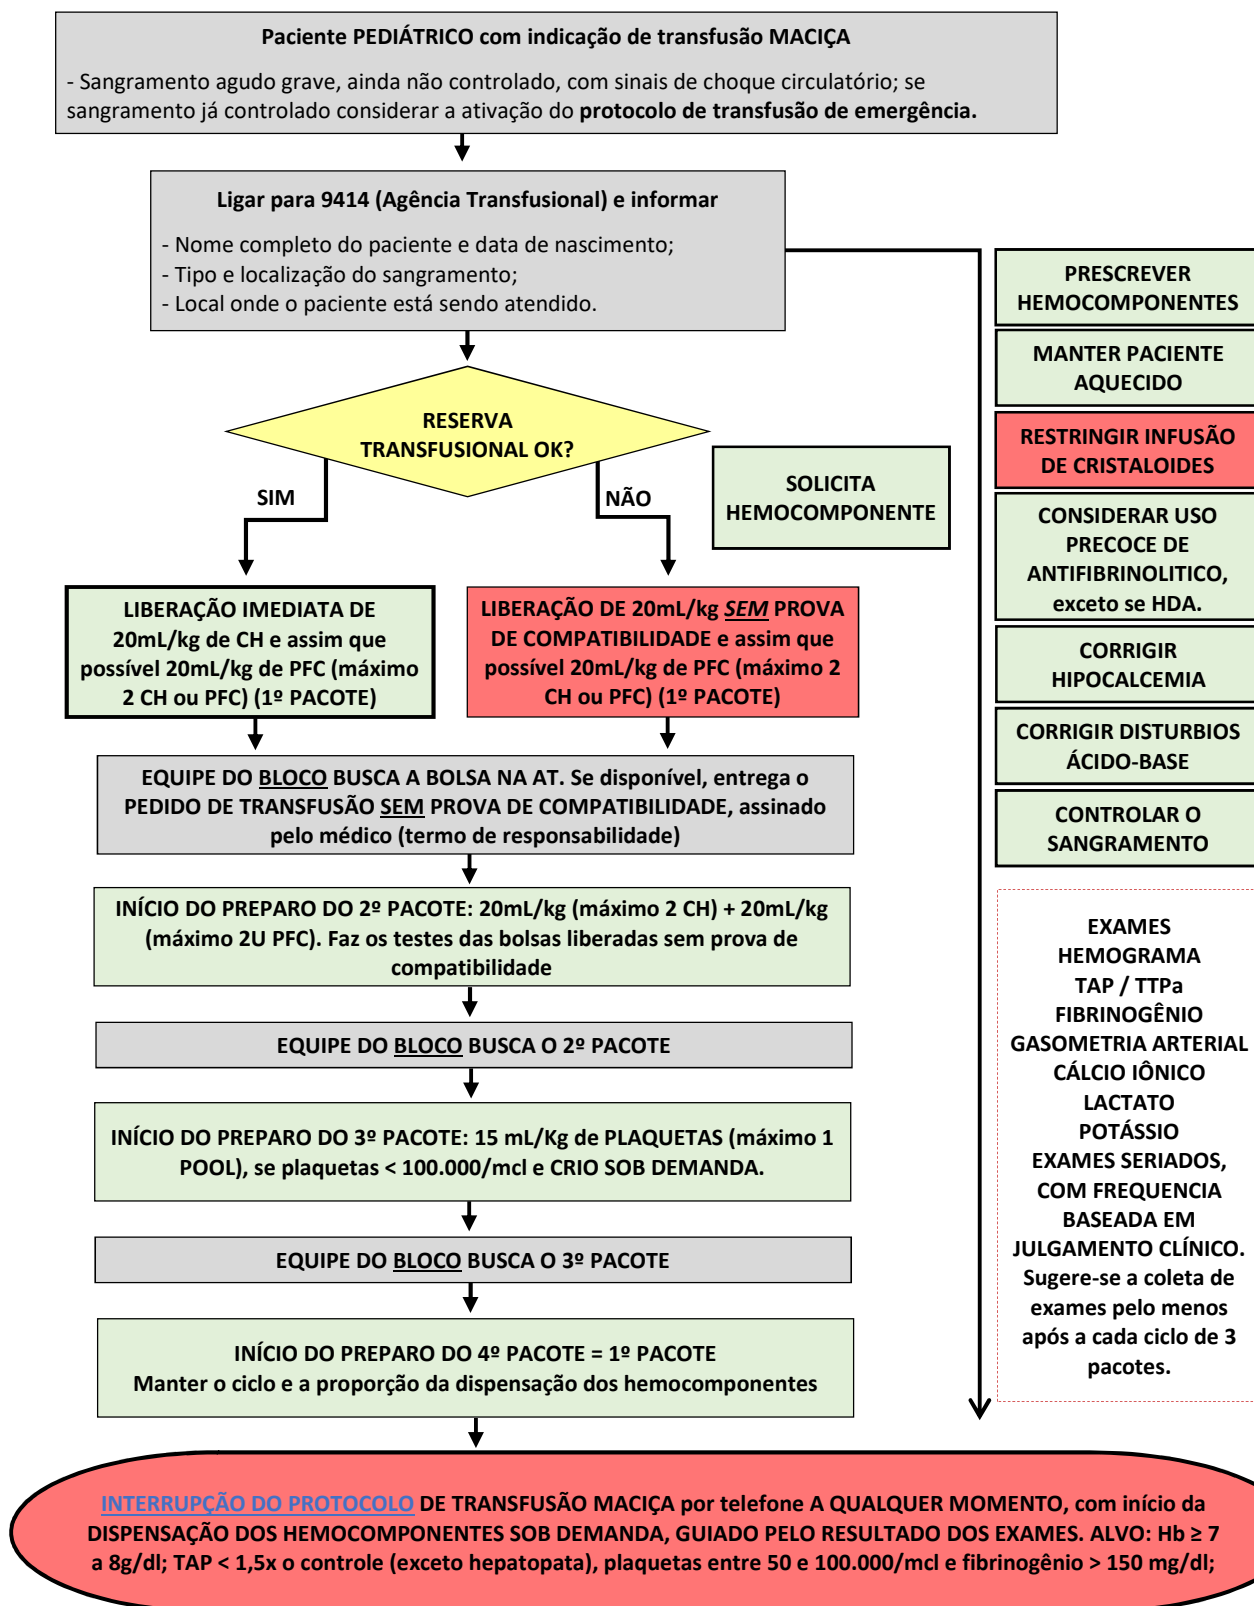 Paciente PEDIÁTRICO com indicação de transfusão MACIÇA
- Sangramento agudo grave, ainda não controlado, com sinais de choque circulatório; se
sangramento já controlado considerar a ativação do protocolo de transfusão de emergência.
Ligar para 9414 (Agência Transfusional) e informar
- Nome completo do paciente e data de nascimento;
- Tipo e localização do sangramento;
- Local onde o paciente está sendo atendido.
RESERVA
TRANSFUSIONAL OK?
SIM
NÃO
SOLICITA
HEMOCOMPONENTE
LIBERAÇÃO IMEDIATA DE
20mL/kg de CH e assim que
possível 20mL/kg de PFC (máximo
2 CH ou PFC) (1º PACOTE)
LIBERAÇÃO DE 20mL/kg SEM PROVA
DE COMPATIBILIDADE e assim que
possível 20mL/kg de PFC (máximo 2
CH ou PFC) (1º PACOTE)
EQUIPE DO BLOCO BUSCA A BOLSA NA AT. Se disponível, entrega o
PEDIDO DE TRANSFUSÃO SEM PROVA DE COMPATIBILIDADE, assinado
pelo médico (termo de responsabilidade)
INÍCIO DO PREPARO DO 2º PACOTE: 20mL/kg (máximo 2 CH) + 20mL/kg
(máximo 2U PFC). Faz os testes das bolsas liberadas sem prova de
compatibilidade
EQUIPE DO BLOCO BUSCA O 2º PACOTE
INÍCIO DO PREPARO DO 3º PACOTE: 15 mL/Kg de PLAQUETAS (máximo 1
POOL), se plaquetas < 100.000/mcl e CRIO SOB DEMANDA.
EQUIPE DO BLOCO BUSCA O 3º PACOTE
INÍCIO DO PREPARO DO 4º PACOTE = 1º PACOTE
Manter o ciclo e a proporção da dispensação dos hemocomponentes
PRESCREVER
HEMOCOMPONENTES
MANTER PACIENTE
AQUECIDO
RESTRINGIR INFUSÃO
DE CRISTALOIDES
CONSIDERAR USO
PRECOCE DE
ANTIFIBRINOLITICO,
exceto se HDA.
CORRIGIR
HIPOCALCEMIA
CORRIGIR DISTURBIOS
ÁCIDO-BASE
CONTROLAR O
SANGRAMENTO
EXAMES
HEMOGRAMA
TAP / TTPa
FIBRINOGÊNIO
GASOMETRIA ARTERIAL
CÁLCIO IÔNICO
LACTATO
POTÁSSIO
EXAMES SERIADOS,
COM FREQUENCIA
BASEADA EM
JULGAMENTO CLÍNICO.
Sugere-se a coleta de
exames pelo menos
após a cada ciclo de 3
pacotes.
INTERRUPÇÃO DO PROTOCOLO DE TRANSFUSÃO MACIÇA por telefone A QUALQUER MOMENTO, com início da
DISPENSAÇÃO DOS HEMOCOMPONENTES SOB DEMANDA, GUIADO PELO RESULTADO DOS EXAMES. ALVO: Hb ≥ 7
a 8g/dl; TAP < 1,5x o controle (exceto hepatopata), plaquetas entre 50 e 100.000/mcl e fibrinogênio > 150 mg/dl;